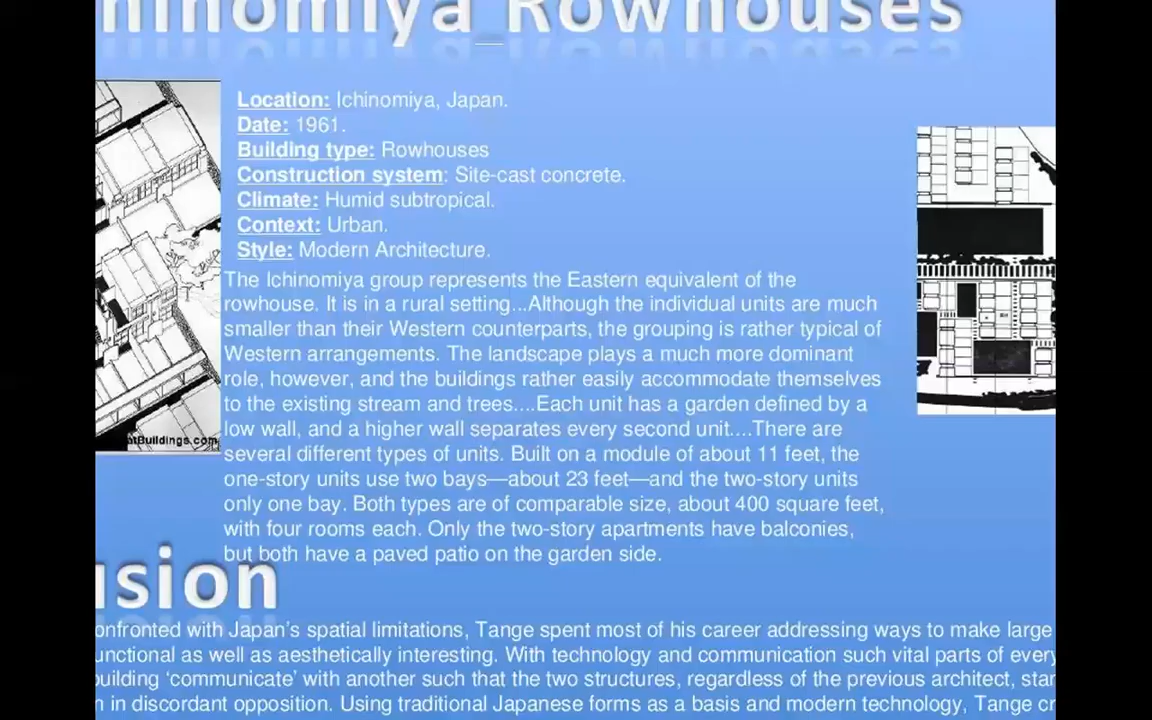 hinomiya_Rowhouses
Location: Ichinomiya, Japan.
Date: 1961.
Building type: Rowhouses
Construction system: Site-cast concrete.
Climate: Humid subtropical.
Context: Urban.
Style: Modern Architecture.
The Ichinomiya group represents the Eastern equivalent of the
rowhouse. It is in a rural setting...Although the individual units are much
smaller than their Western counterparts, the grouping is rather typical of
Western arrangements. The landscape plays a much more dominant
role, however, and the buildings rather easily accommodate themselves
to the existing stream and trees....Each unit has a garden defined by a
low wall, and a higher wall separates every second unit....There are
several different types of units. Built on a module of about 11 feet, the
one-story units use two bays—about 23 feet—and the two-story units
only one bay. Both types are of comparable size, about 400 square feet,
with four rooms each. Only the two-story apartments have balconies,
but both have a paved patio on the garden side.
atBuildings.com
usion
onfronted with Japan's spatial limitations, Tange spent most of his career addressing ways to make large
unctional as well as aesthetically interesting. With technology and communication such vital parts of every
uilding ‘communicate’ with another such that the two structures, regardless of the previous architect, star
n in discordant opposition. Using traditional Japanese forms as a basis and modern technology, Tange cr